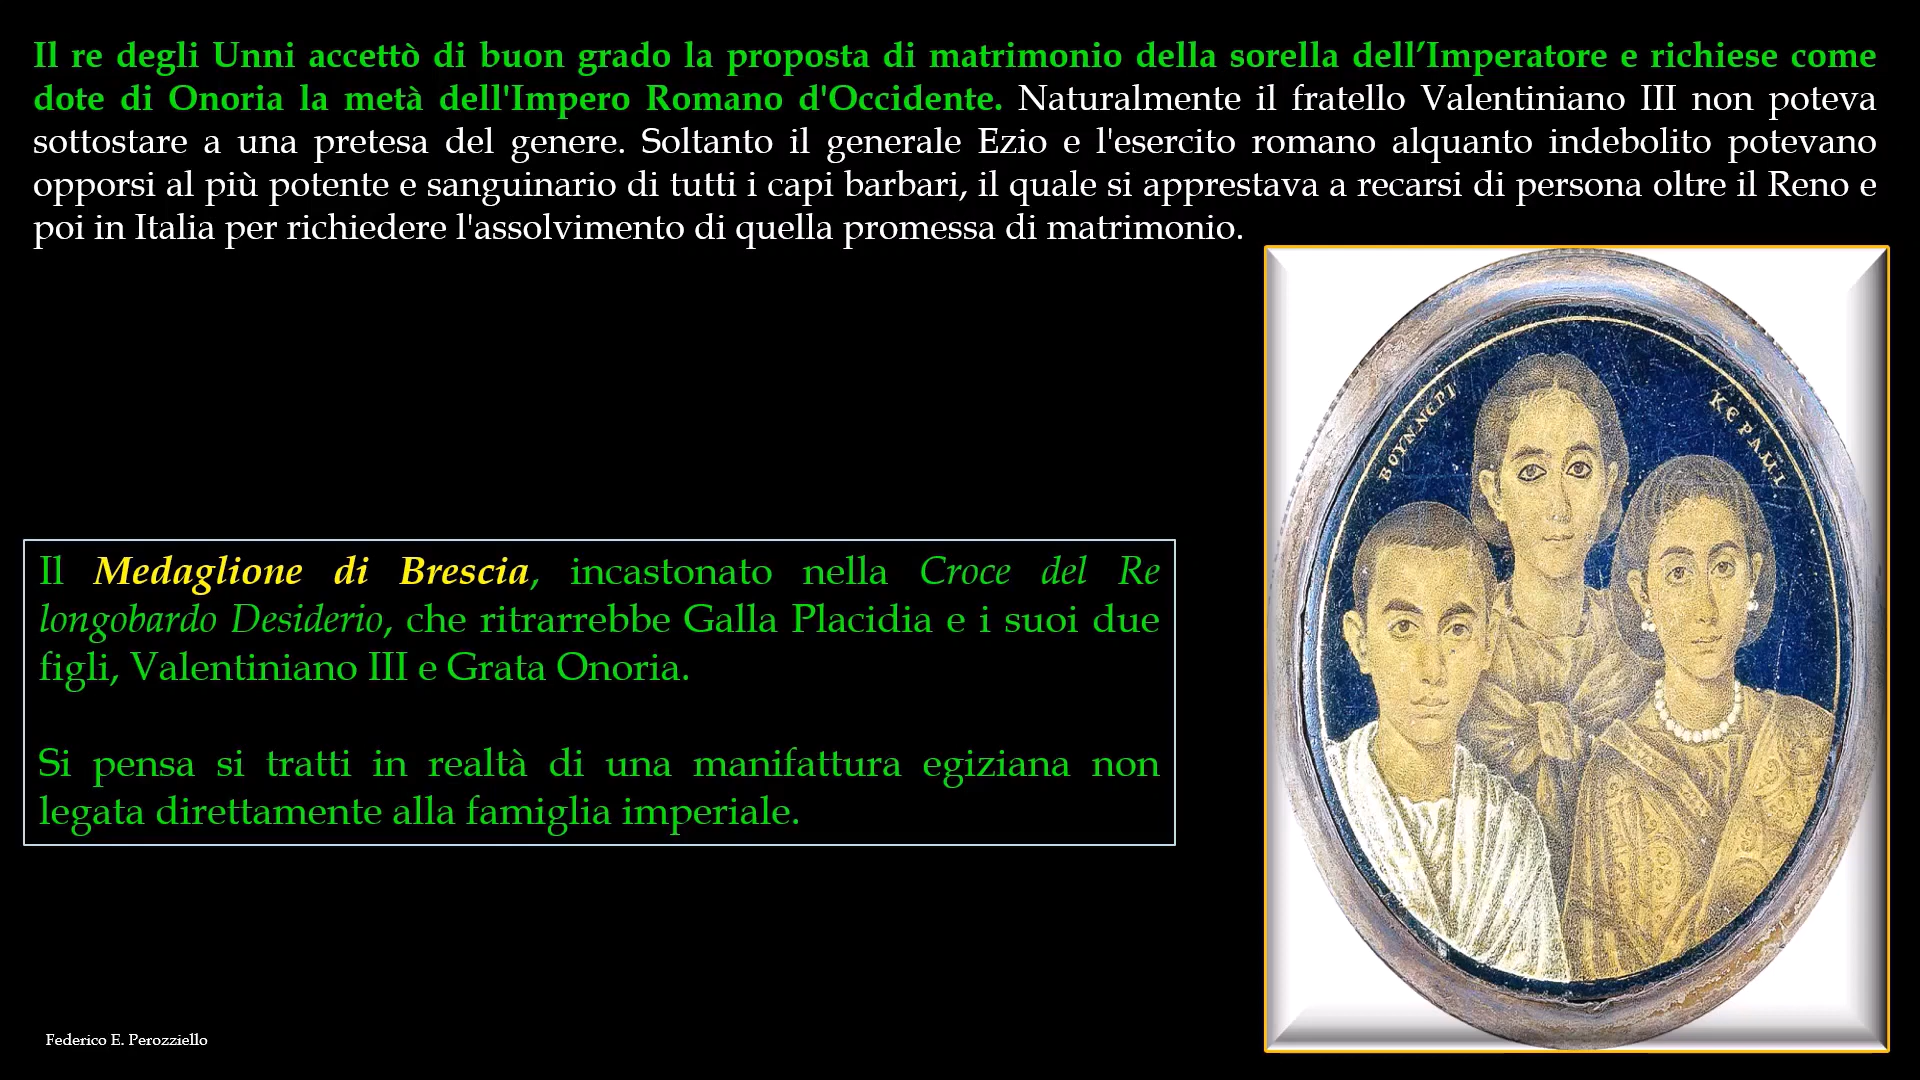 Il re degli Unni accettò di buon grado la proposta di matrimonio della sorella dell’Imperatore e richiese come
dote di Onoria la metà dell'Impero Romano d'Occidente. Naturalmente il fratello Valentiniano III non poteva
sottostare a una pretesa del genere. Soltanto il generale Ezio e l'esercito romano alquanto indebolito potevano
opporsi al più potente e sanguinario di tutti i capi barbari, il quale si apprestava a recarsi di persona oltre il Reno e
poi in Italia per richiedere l'assolvimento di quella promessa di matrimonio.
ΒΟΥΝΝΕΡΙ
ΚΕΡΑΜΙ
Il Medaglione di Brescia, incastonato nella Croce del Re
longobardo Desiderio, che ritrarrebbe Galla Placidia e i suoi due
figli, Valentiniano III e Grata Onoria.
Si pensa si tratti in realtà di una manifattura egiziana non
legata direttamente alla famiglia imperiale.
Federico E. Perozziello